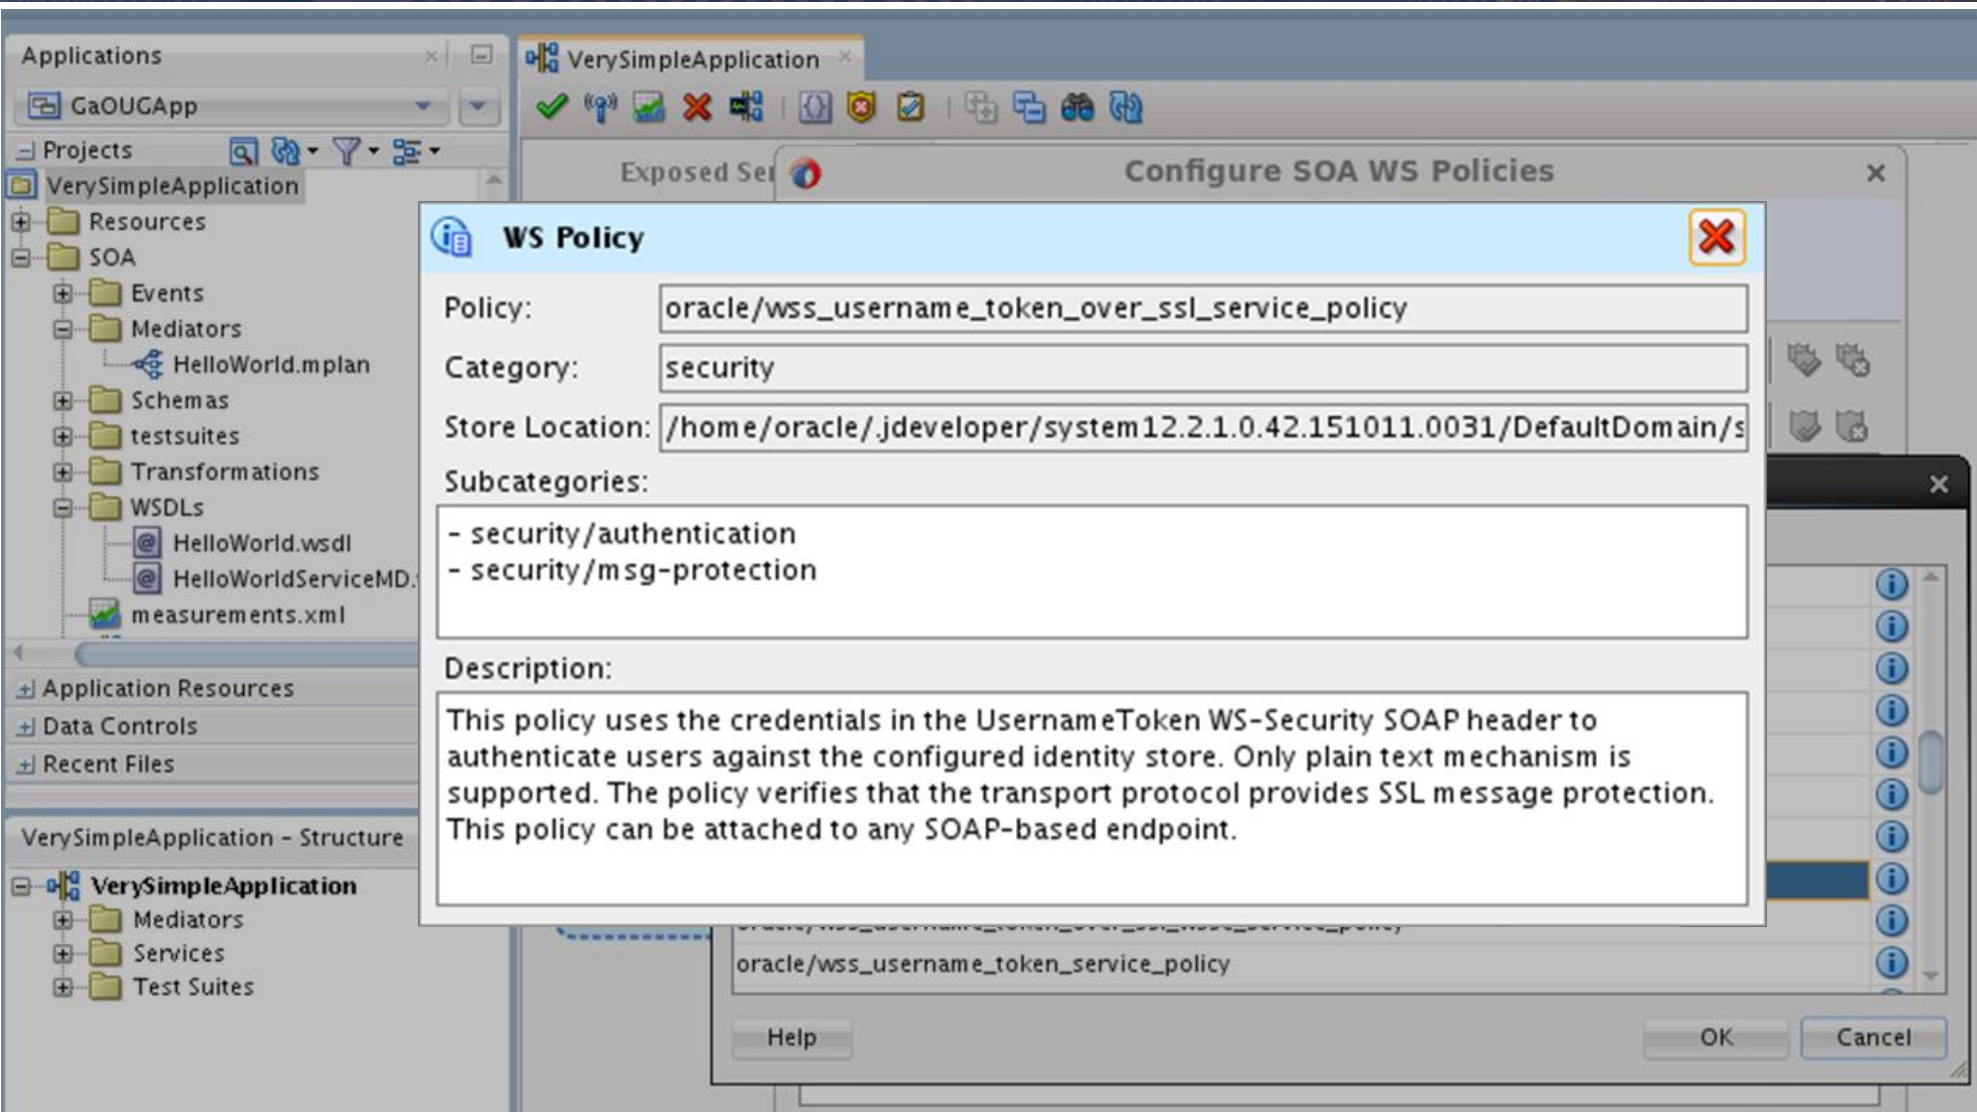 Applications
VerySimpleApplication
GaOUGApp
Projects
Exposed Ser
Configure SOA WS Policies
VerySimpleApplication
Resources
SOA
Events
Mediators
HelloWorld.mplan
Schemas
testsuites
Transformations
WSDLs
HelloWorld.wsdl
HelloWorldServiceMD.
measurements.xml
Application Resources
Data Controls
Recent Files
VerySimpleApplication - Structure
VerySimpleApplication
Mediators
Services
Test Suites
WS Policy
Policy: oracle/wss_username_token_over_ssl_service_policy
Category: security
Store Location: /home/oracle/.jdeveloper/system12.2.1.0.42.151011.0031/DefaultDomain/s
Subcategories:
- security/authentication
- security/msg-protection
Description:
This policy uses the credentials in the UsernameToken WS-Security SOAP header to
authenticate users against the configured identity store. Only plain text mechanism is
supported. The policy verifies that the transport protocol provides SSL message protection.
This policy can be attached to any SOAP-based endpoint.
oracle/wss_username_token_over_ssl_wssc_service_policy
oracle/wss_username_token_service_policy
Help
OK
Cancel